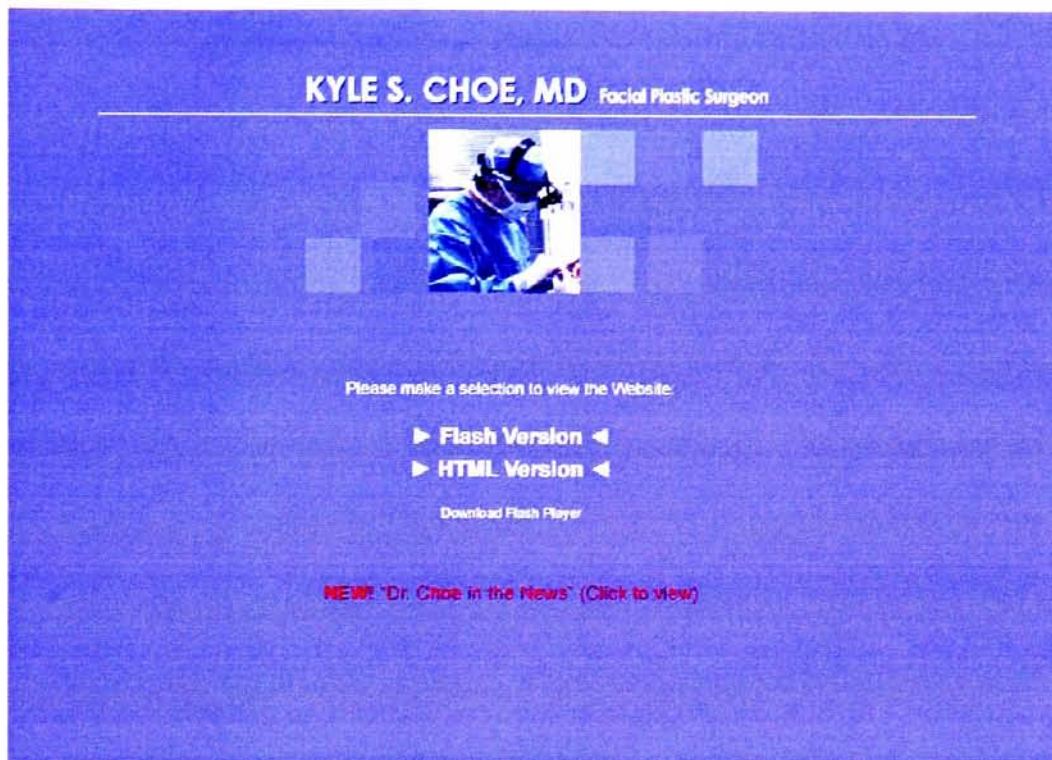 KYLE S. CHOE, MD Facial Plastic Surgeon
Please make a selection to view the Website:
► Flash Version ◄
► HTML Version ◄
Download Flash Player
NEW! "Dr. Choe in the News" (Click to view)